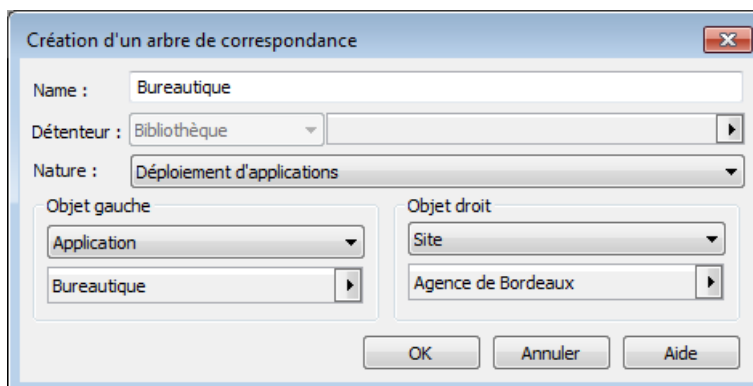 Création d'un arbre de correspondance
Name : Bureautique
Détenteur : Bibliothèque
Nature : Déploiement d'applications
Objet gauche Objet droit
Application Site
Bureautique Agence de Bordeaux
OK Annuler Aide